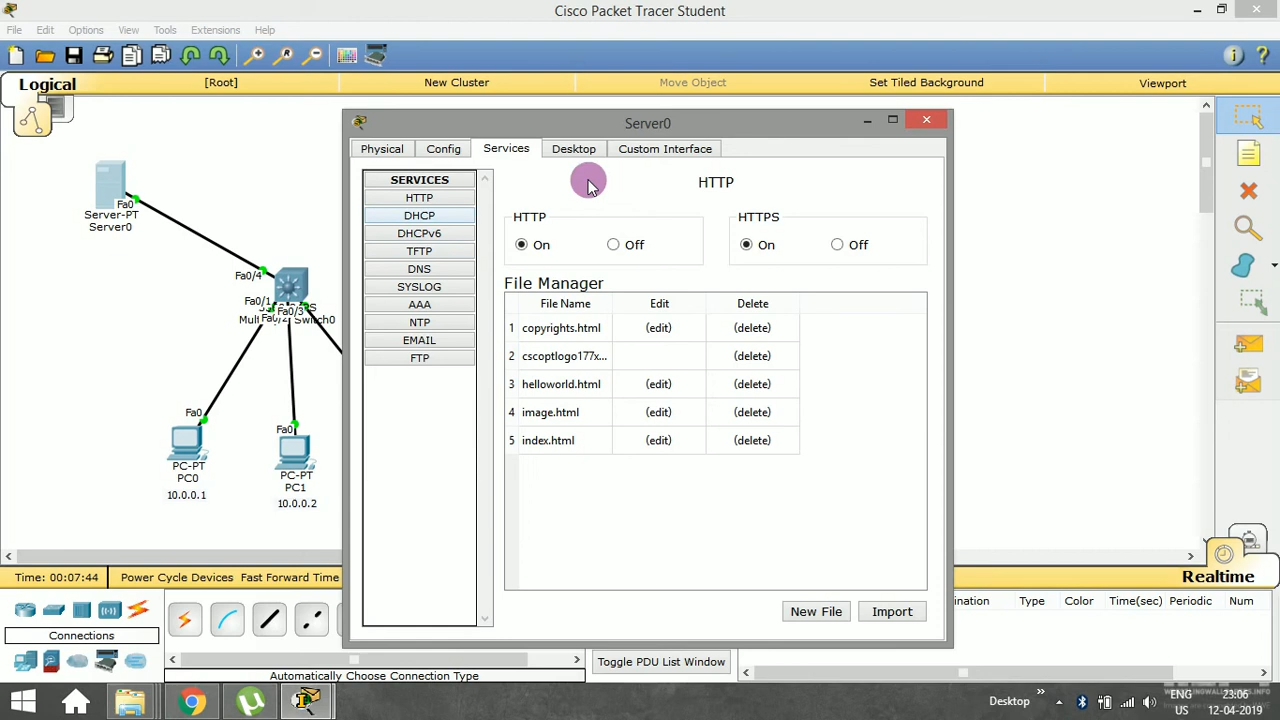 Cisco Packet Tracer Student
File Edit Options View Tools Extensions Help
Logical
[Root]
New Cluster
Move Object
Set Tiled Background
Viewport
Server-PT
Server0
Fa0
Fa0/4
Fa0/1
Fa0/2
Fa0/3
Switch0
Fa0
PC-PT
PC0
10.0.0.1
Fa0
PC-PT
PC1
10.0.0.2
Server0
Physical Config Services Desktop Custom Interface
SERVICES
HTTP
DHCP
DHCPv6
TFTP
DNS
SYSLOG
AAA
NTP
EMAIL
FTP
HTTP
HTTP
On Off
HTTPS
On Off
File Manager
File Name Edit Delete
1 copyrights.html (edit) (delete)
2 cscoptlogo177x... (delete)
3 helloworld.html (edit) (delete)
4 image.html (edit) (delete)
5 index.html (edit) (delete)
New File Import
Time: 00:07:44 Power Cycle Devices Fast Forward Time
Realtime
Connections
Automatically Choose Connection Type
Toggle PDU List Window
ination Type Color Time(sec) Periodic Num
Desktop
ENG
US
23:06
12-04-2019